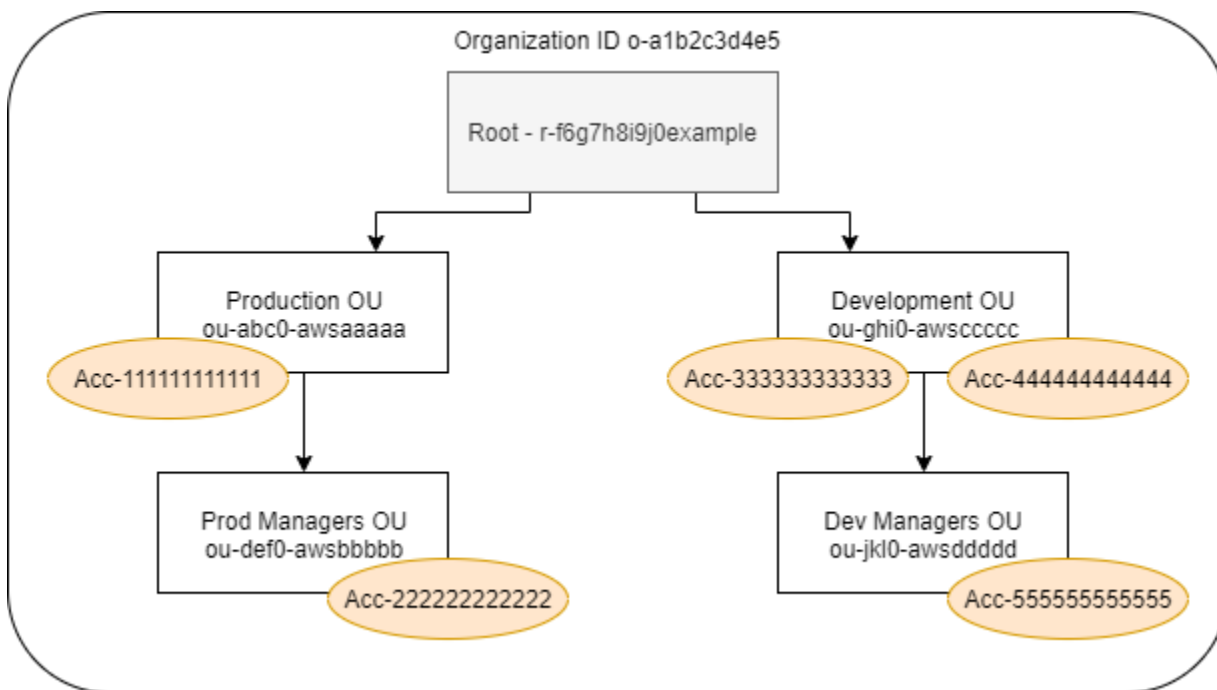 Organization ID o-a1b2c3d4e5
Root - r-f6g7h8i9j0example
Production OU
ou-abc0-awsaaaaa
Acc-111111111111
Development OU
ou-ghi0-awsccccc
Acc-333333333333
Acc-444444444444
Prod Managers OU
ou-def0-awsbbbbb
Acc-222222222222
Dev Managers OU
ou-jkl0-awsddddd
Acc-555555555555